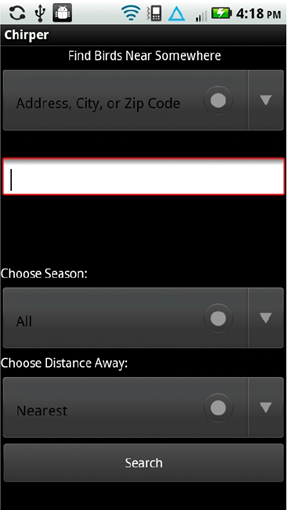 4:18 PM
Chirper
Find Birds Near Somewhere
Address, City, or Zip Code
Choose Season:
All
Choose Distance Away:
Nearest
Search